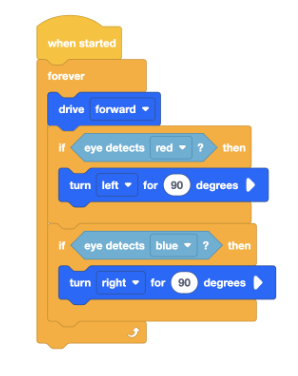 when started
forever
drive forward
if eye detects red ? then
turn left for 90 degrees
if eye detects blue ? then
turn right for 90 degrees